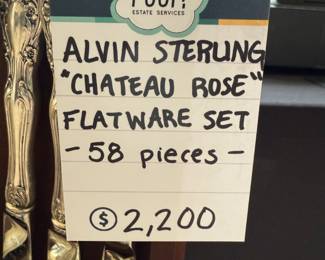 ESTATE SERVICES
ALVIN STERLING
"CHATEAU ROSE"
FLATWARE SET
- 58 pieces -
$ 2,200